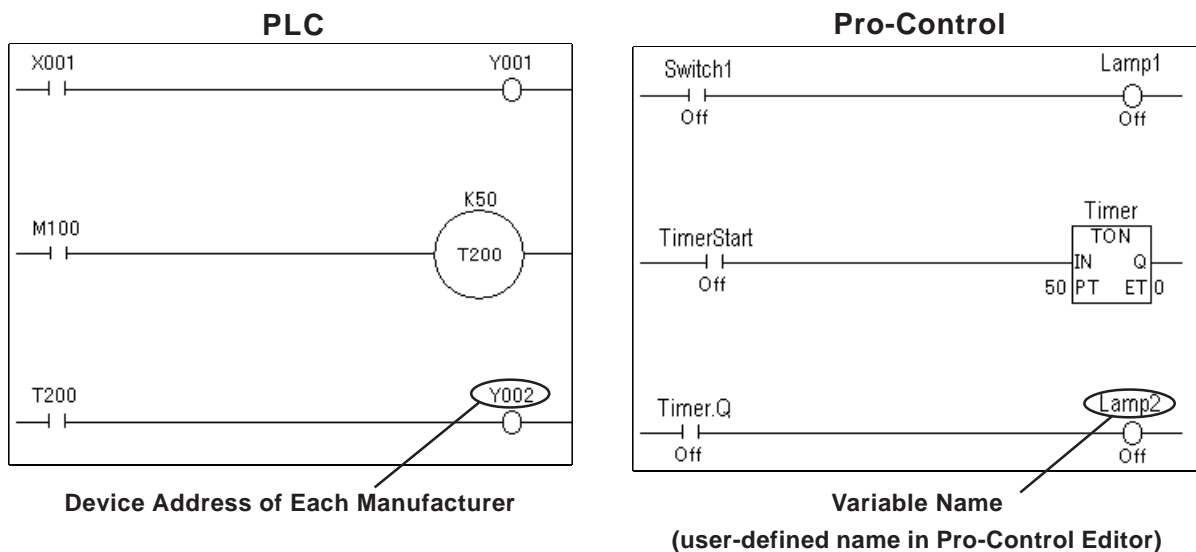 PLC
X001 Y001
K50
M100
T200
T200 Y002
Device Address of Each Manufacturer
Pro-Control
Switch1 Lamp1
Off Off
Timer
TimerStart TON
IN Q
Off 50 PT ET 0
Timer.Q Lamp2
Off Off
Variable Name
(user-defined name in Pro-Control Editor)